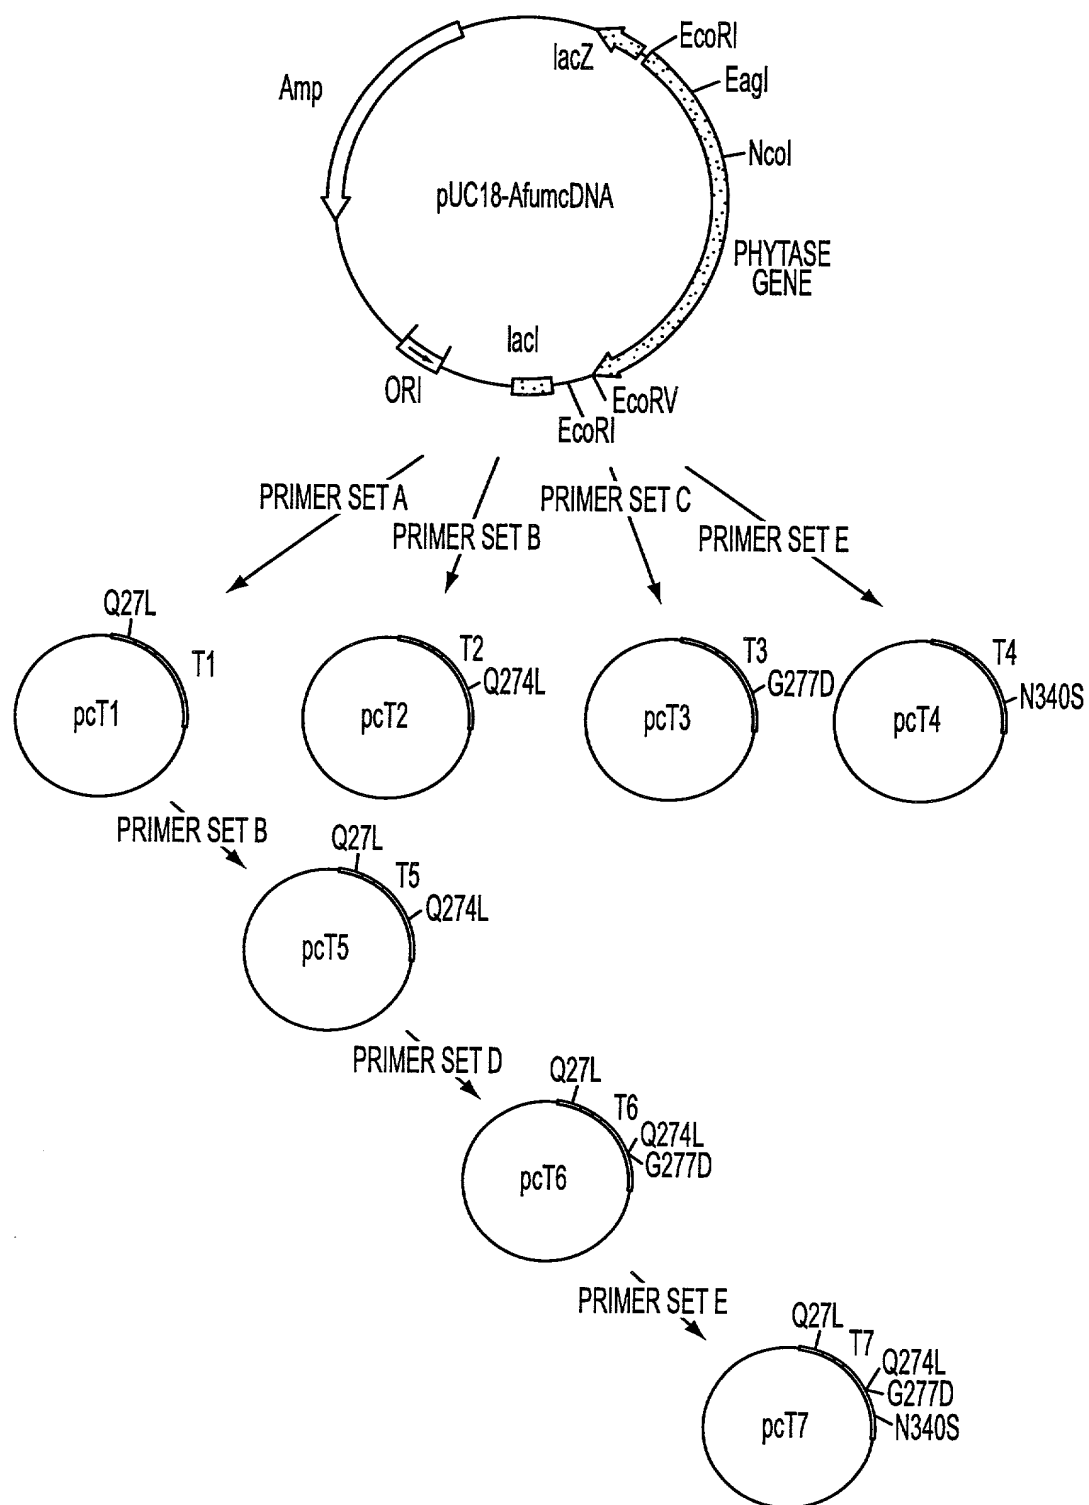 EcoRI
lacZ
EagI
Amp
NcoI
pUC18-AfumcDNA
PHYTASE
GENE
lacI
ORI
EcoRV
EcoRI
PRIMER SET A
PRIMER SET B
PRIMER SET C
PRIMER SET E
Q27L
T1
pcT1
T2
Q274L
pcT2
T3
G277D
pcT3
T4
N340S
pcT4
PRIMER SET B
Q27L
T5
Q274L
pcT5
PRIMER SET D
Q27L
T6
Q274L
G277D
pcT6
PRIMER SET E
Q27L
T7
Q274L
G277D
N340S
pcT7